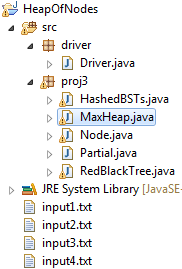 HeapOfNodes
src
driver
Driver.java
proj3
HashedBSTs.java
MaxHeap.java
Node.java
Partial.java
RedBlackTree.java
JRE System Library [JavaSE-
input1.txt
input2.txt
input3.txt
input4.txt